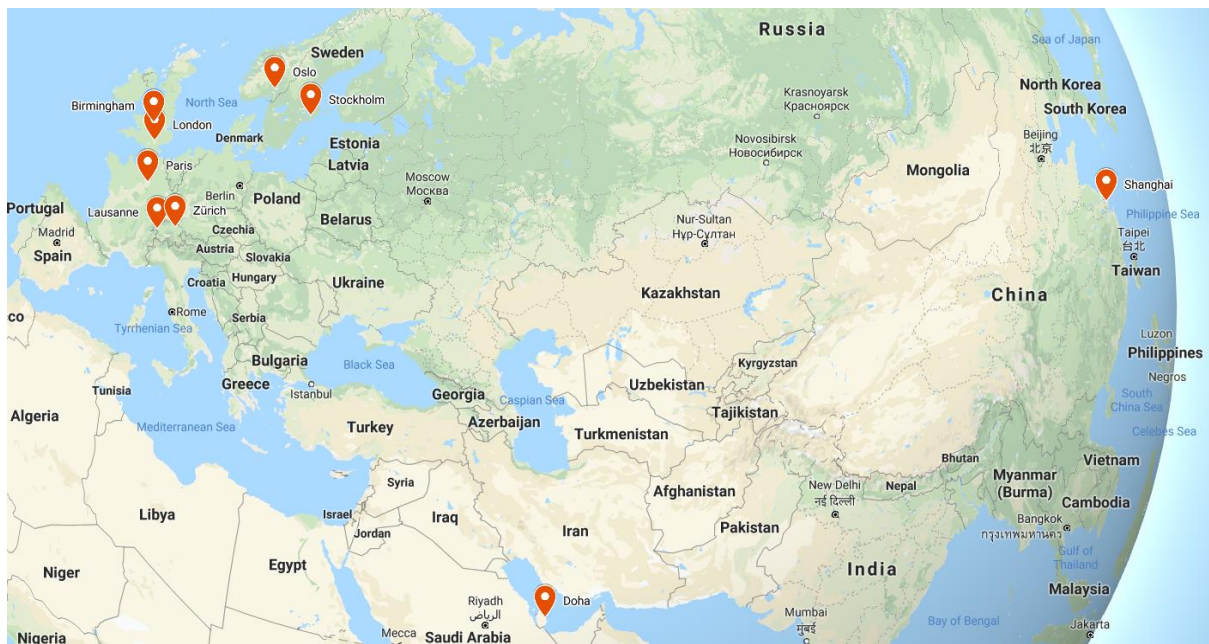 Russia
Sea of Japan
Sweden
Oslo
North Korea
Krasnoyarsk
Красноярск
Stockholm
Birmingham
North Sea
South Korea
London
Denmark
Beijing
北京
Estonia
Novosibirsk
Новосибирск
Latvia
Paris
Mongolia
Moscow
Москва
Shanghai
Berlin
Poland
Portugal
Lausanne
Zürich
Philippine Sea
Belarus
Nur-Sultan
Нұр-Сұлтан
Madrid
Czechia
Taipei
台北
Spain
Austria
Slovakia
Taiwan
Hungary
Croatia
Ukraine
Kazakhstan
China
Rome
co
Serbia
Tyrrhenian Sea
Luzon
Philippines
Bulgaria
Black Sea
Kyrgyzstan
Negros
Greece
Tunisia
Istanbul
Uzbekistan
Georgia
Caspian Sea
South
China Sea
Tajikistan
Algeria
Azerbaijan
Mediterranean Sea
Turkey
Turkmenistan
Celebes Sea
Bhutan
Vietnam
Syria
New Delhi
नई दिल्ली
Nepal
Myanmar
(Burma)
Afghanistan
Cambodia
Libya
Israel
Iraq
Bangkok
กรุงเทพมหานคร
Jordan
Iran
Pakistan
Gulf of
Thailand
Egypt
India
Niger
Malaysia
Riyadh
الرياض
Doha
Mumbai
मुंबई
Bay of Bengal
Jakarta
Mecca
Saudi Arabia
Nigeria